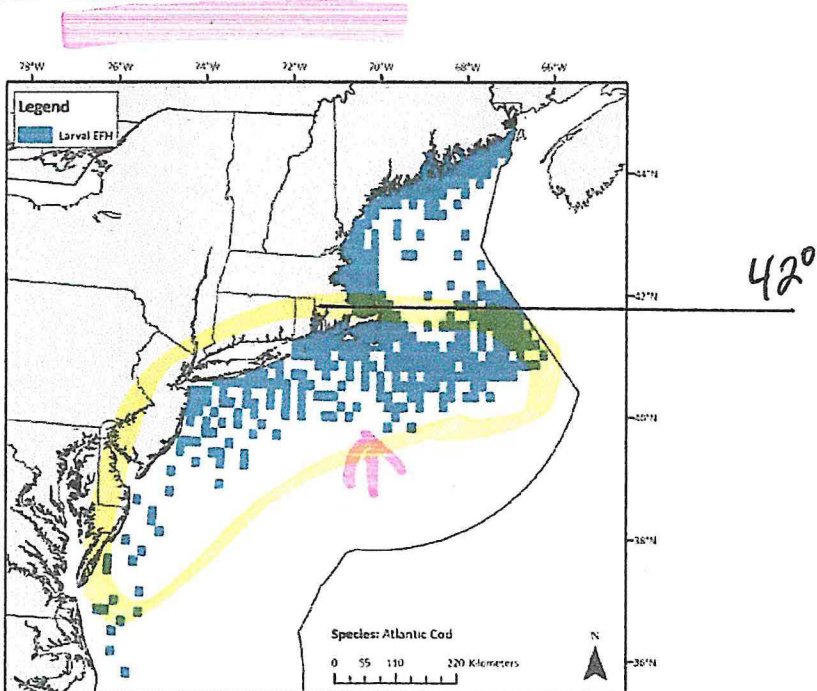 78°W 76°W 74°W 72°W 70°W 68°W 66°W
Legend
Larval EFH
44°N
42°N
42°
40°N
38°N
Species: Atlantic Cod
N
0 55 110 220 Kilometers
36°N